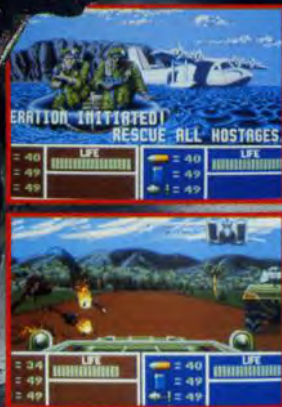 ERATION INITIATED!
RESCUE ALL HOSTAGES
= 40 LIFE = 40 LIFE
= 49 = 49
= 49 = 49
= 34 LIFE = 40 LIFE
= 49 = 49
= 49 = 49